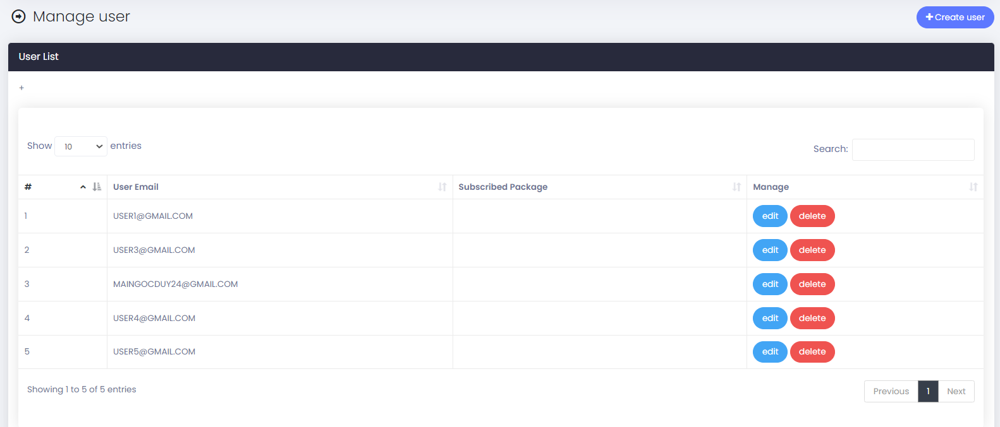 Manage user
+ Create user
User List
+
Show 10 entries
Search:
# User Email Subscribed Package Manage
1 USER1@GMAIL.COM edit delete
2 USER3@GMAIL.COM edit delete
3 MAINGOCDUY24@GMAIL.COM edit delete
4 USER4@GMAIL.COM edit delete
5 USER5@GMAIL.COM edit delete
Showing 1 to 5 of 5 entries
Previous 1 Next